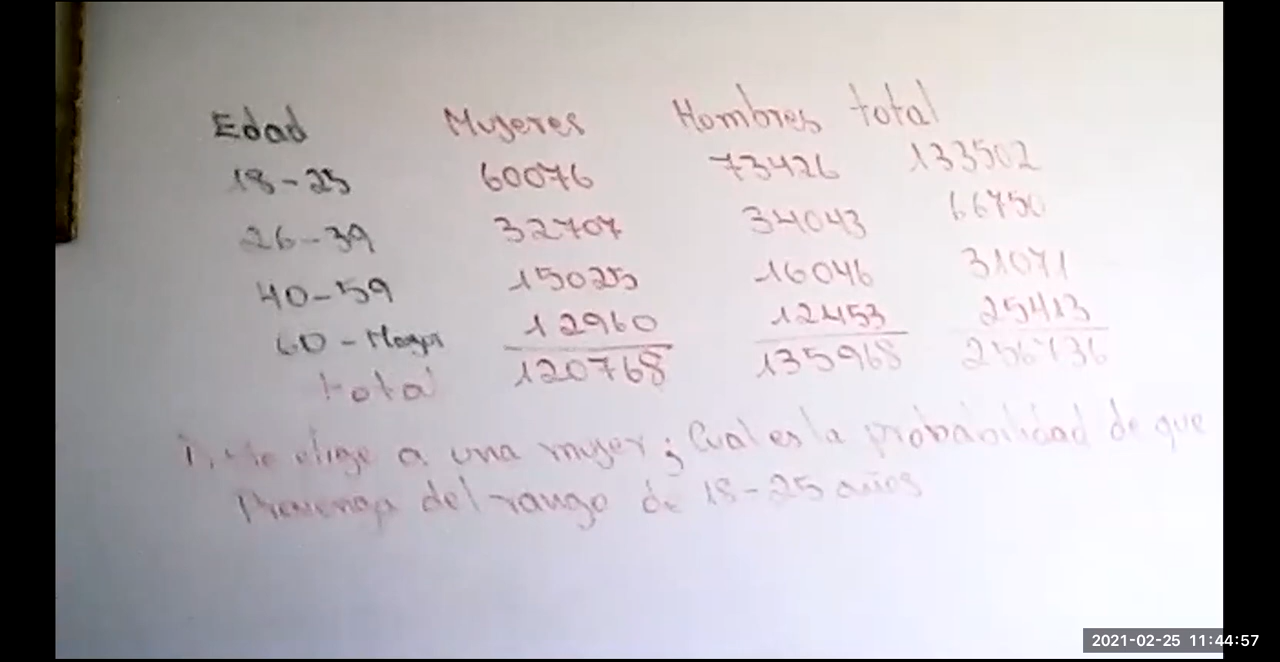 Edad Mujeres Hombres total
18-25 60076 73426 133502
26-39 32707 34043 66750
40-59 15025 16046 31071
60-Mayor 12960 12453 25413
total 120768 135968 256736
1. Se elige a una mujer; Cual es la probabilidad de que
Provenga del rango de 18-25 años
2021-02-25 11:44:57